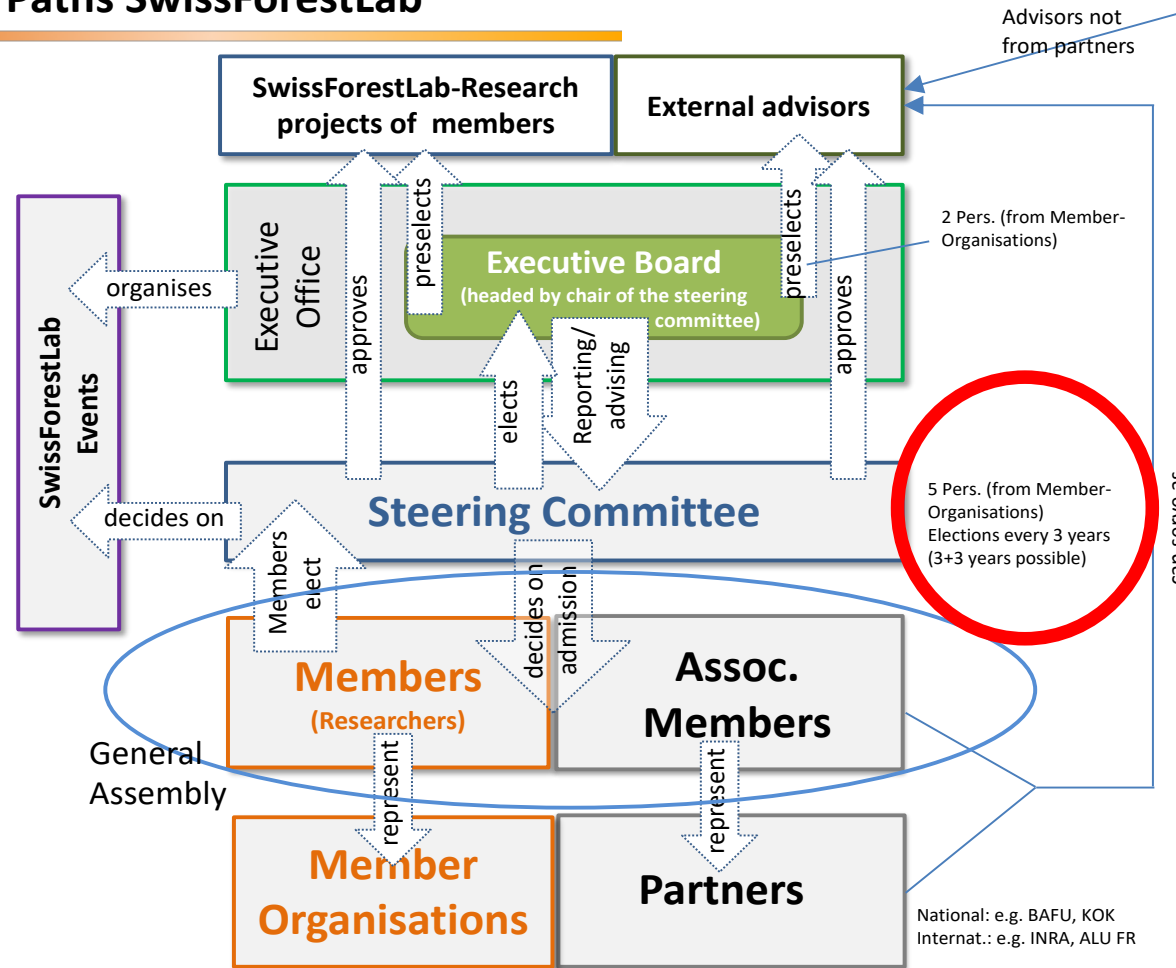 Paths SwissForestLab
Advisors not
from partners
SwissForestLab-Research
projects of members
External advisors
preselects
preselects
approves
approves
2 Pers. (from Member-
Organisations)
Executive
Office
Executive Board
(headed by chair of the steering
committee)
organises
SwissForestLab
Events
elects
Reporting/
advising
decides on
Steering Committee
5 Pers. (from Member-
Organisations)
Elections every 3 years
(3+3 years possible)
Members
elect
decides on
admission
Members
(Researchers)
Assoc.
Members
General
Assembly
represent
represent
Member
Organisations
Partners
National: e.g. BAFU, KOK
Internat.: e.g. INRA, ALU FR